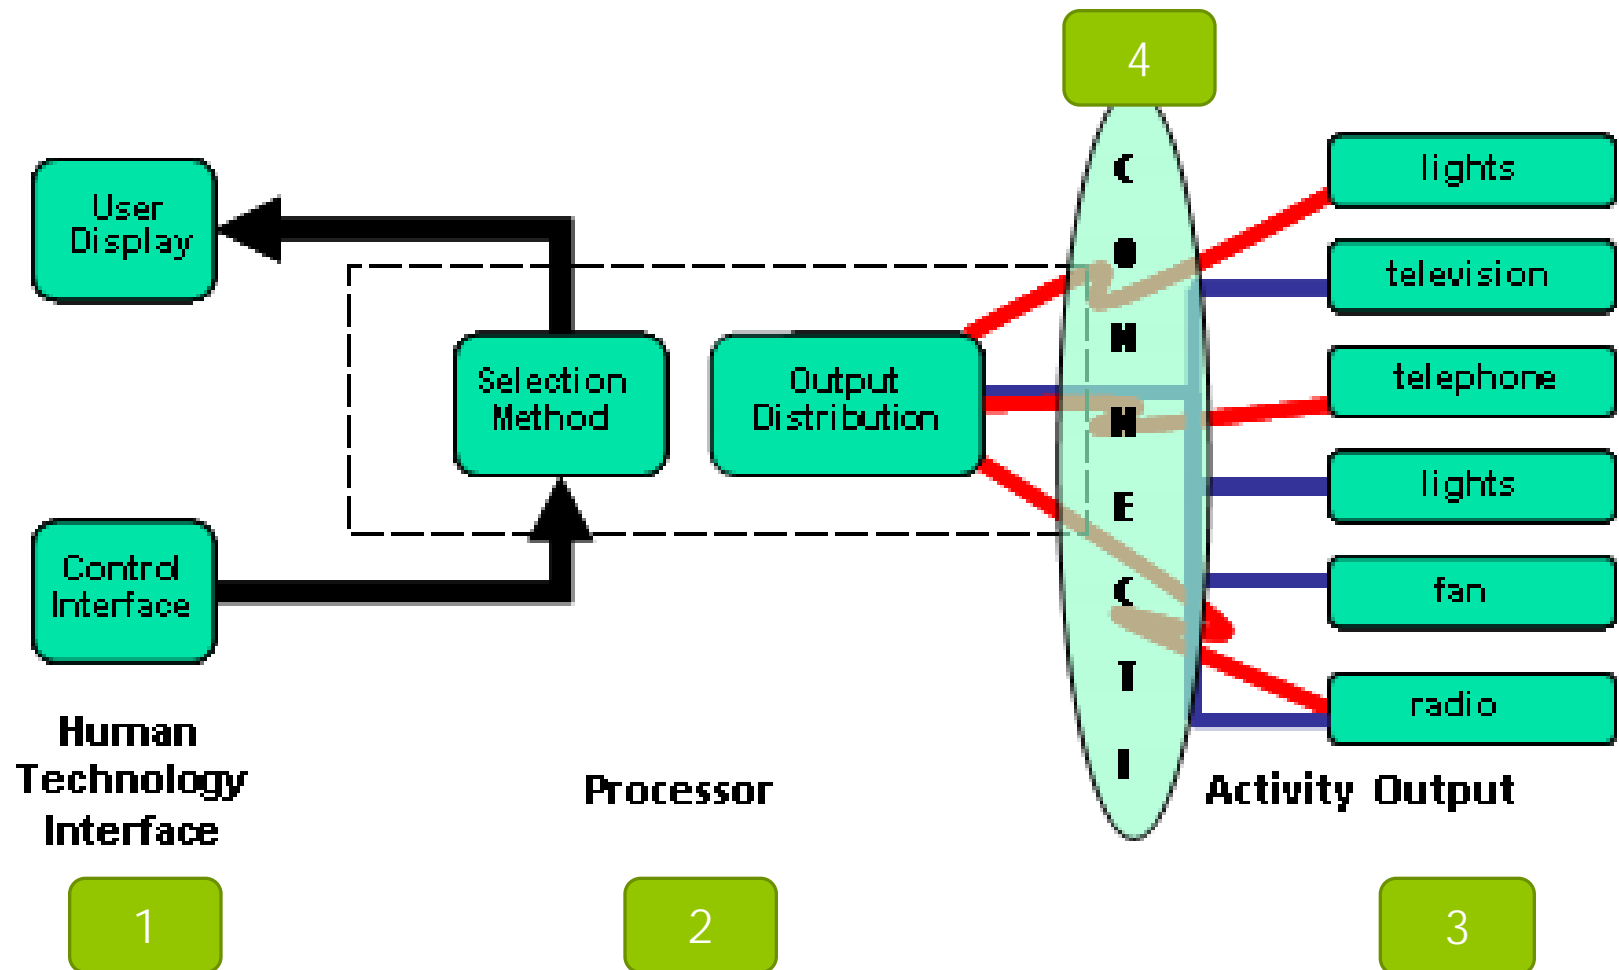 4
User
Display
Control
Interface
Human
Technology
Interface
1
Selection
Method
Output
Distribution
Processor
2
C
O
N
N
E
C
T
I
lights
television
telephone
lights
fan
radio
Activity Output
3